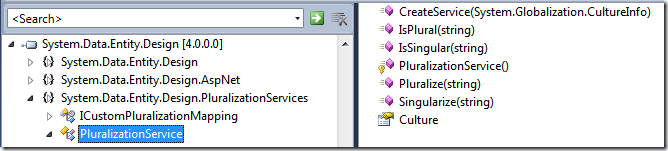 <Search>
System.Data.Entity.Design [4.0.0.0]
System.Data.Entity.Design
System.Data.Entity.Design.AspNet
System.Data.Entity.Design.PluralizationServices
ICustomPluralizationMapping
PluralizationService
CreateService(System.Globalization.CultureInfo)
IsPlural(string)
IsSingular(string)
PluralizationService()
Pluralize(string)
Singularize(string)
Culture